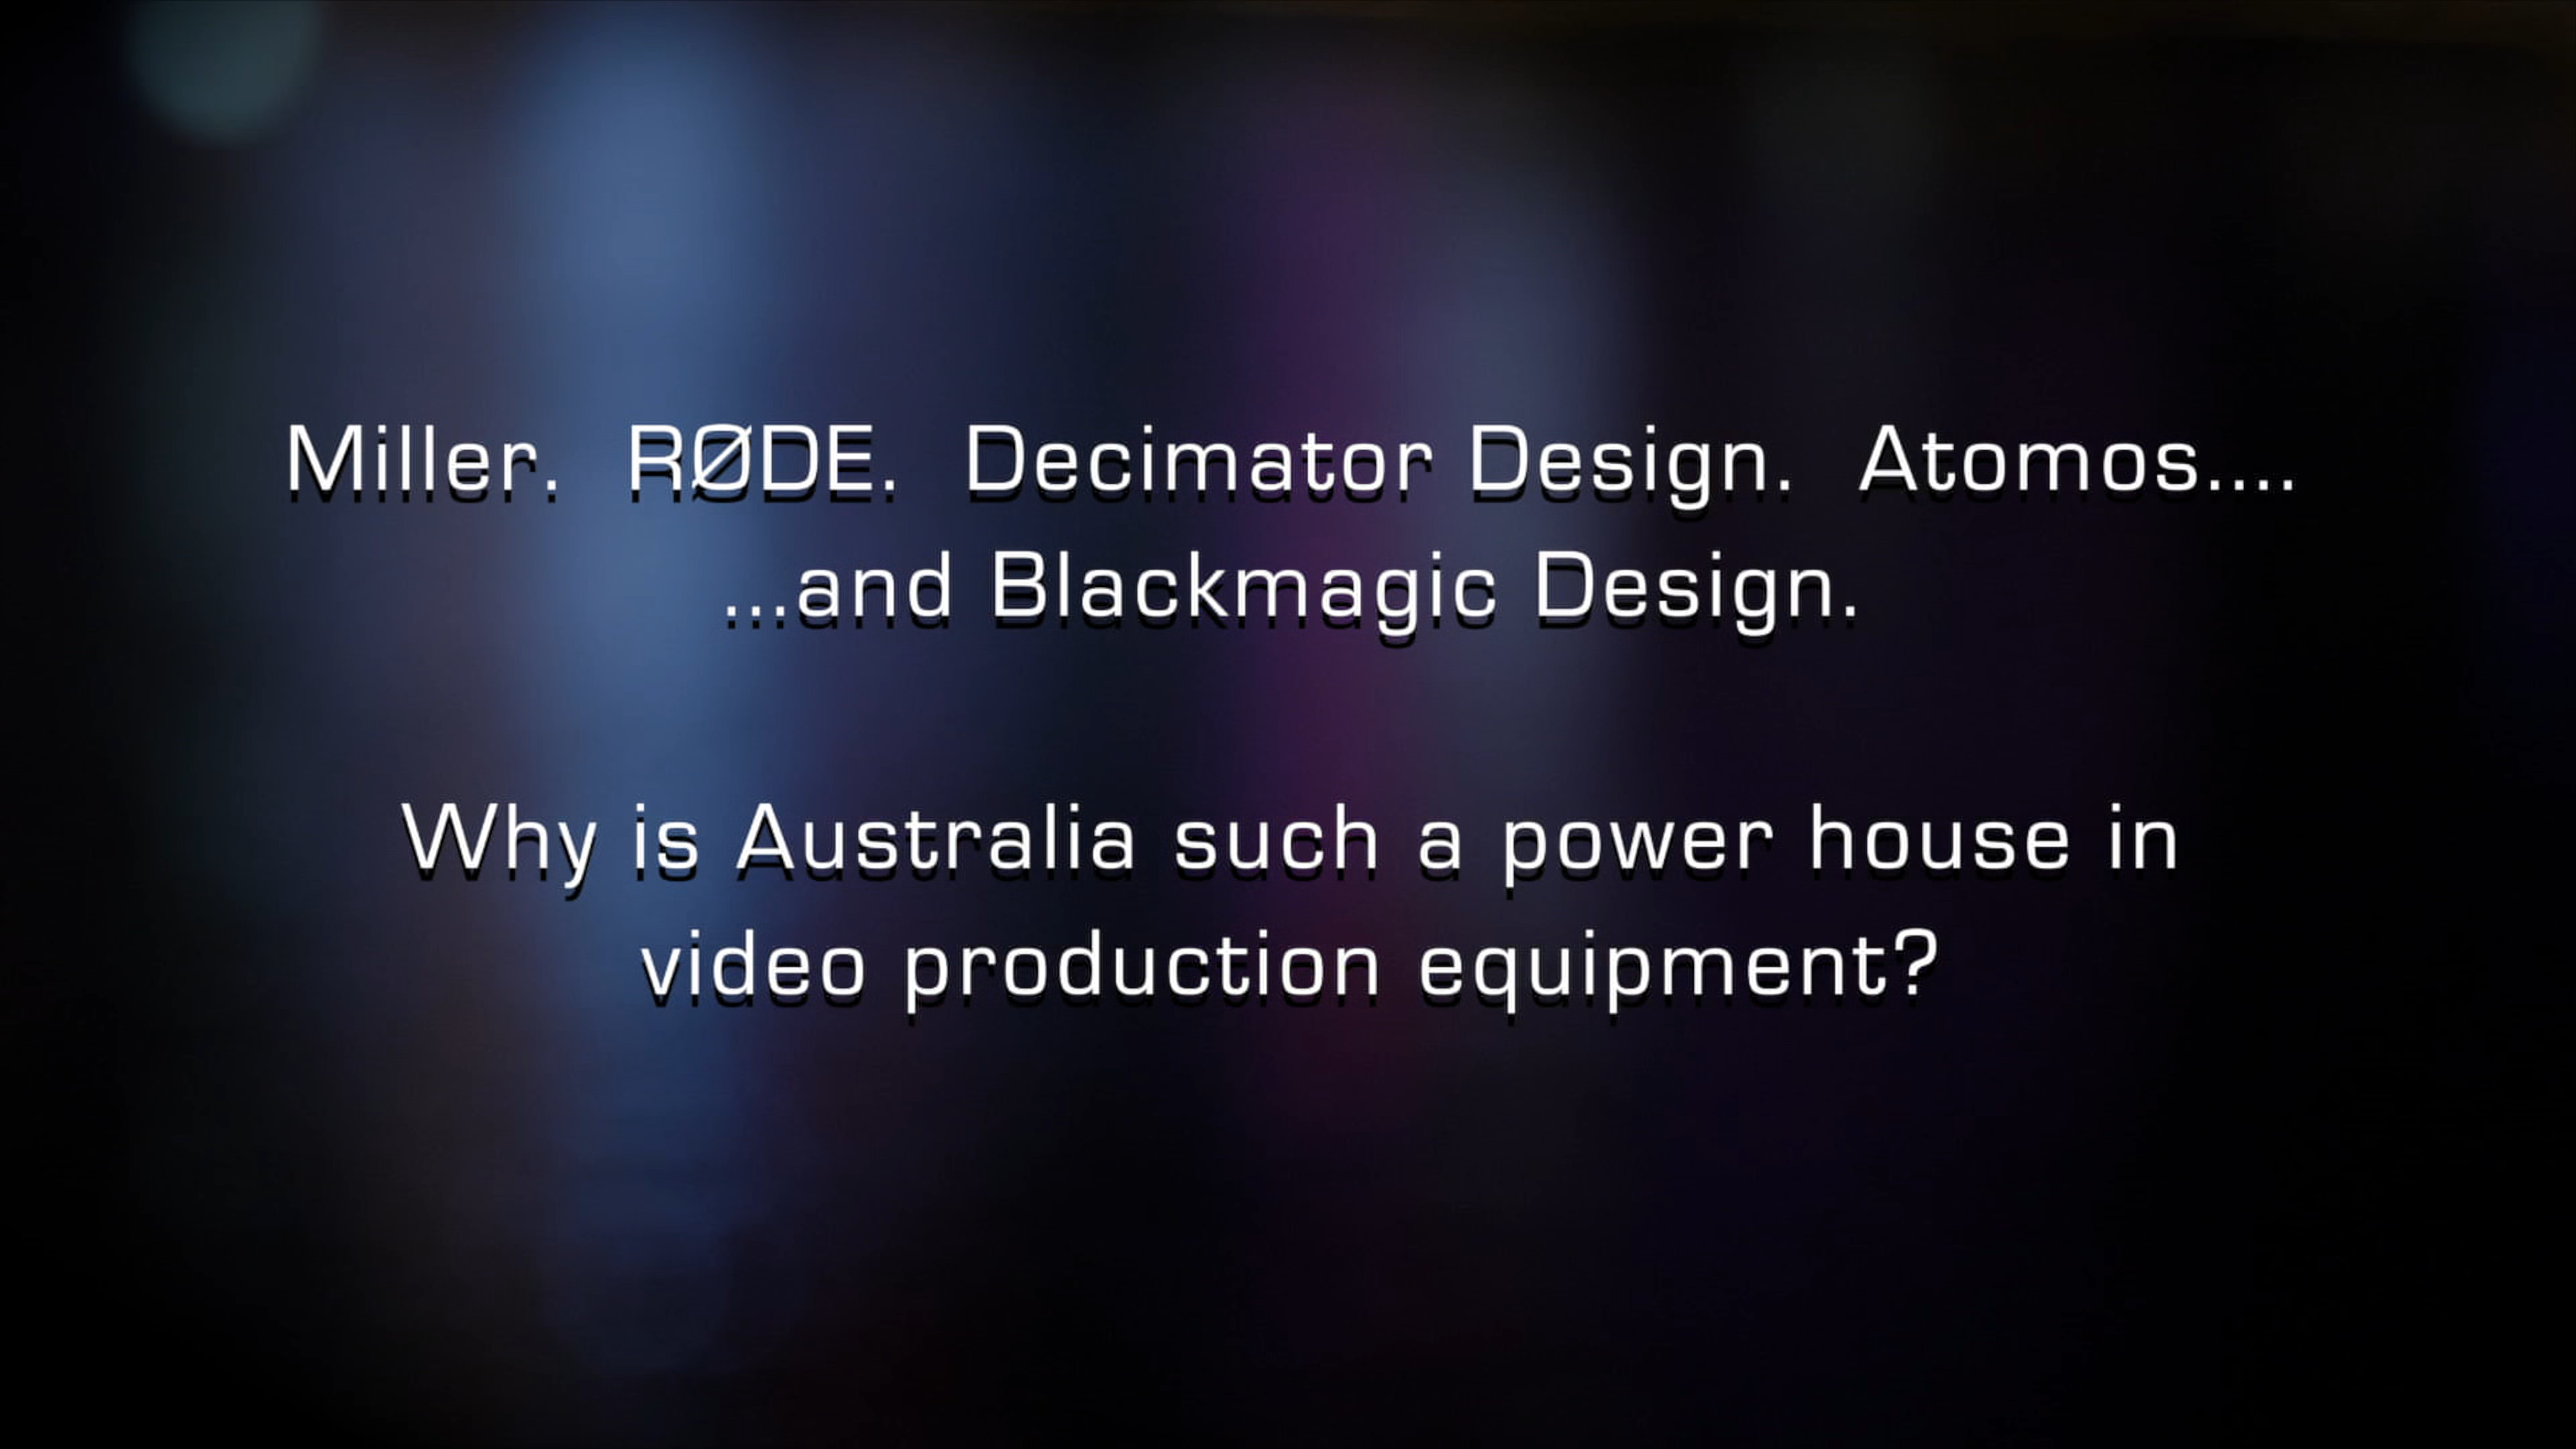 Miller.  RØDE.  Decimator Design.  Atomos....
...and Blackmagic Design.
Why is Australia such a power house in
video production equipment?